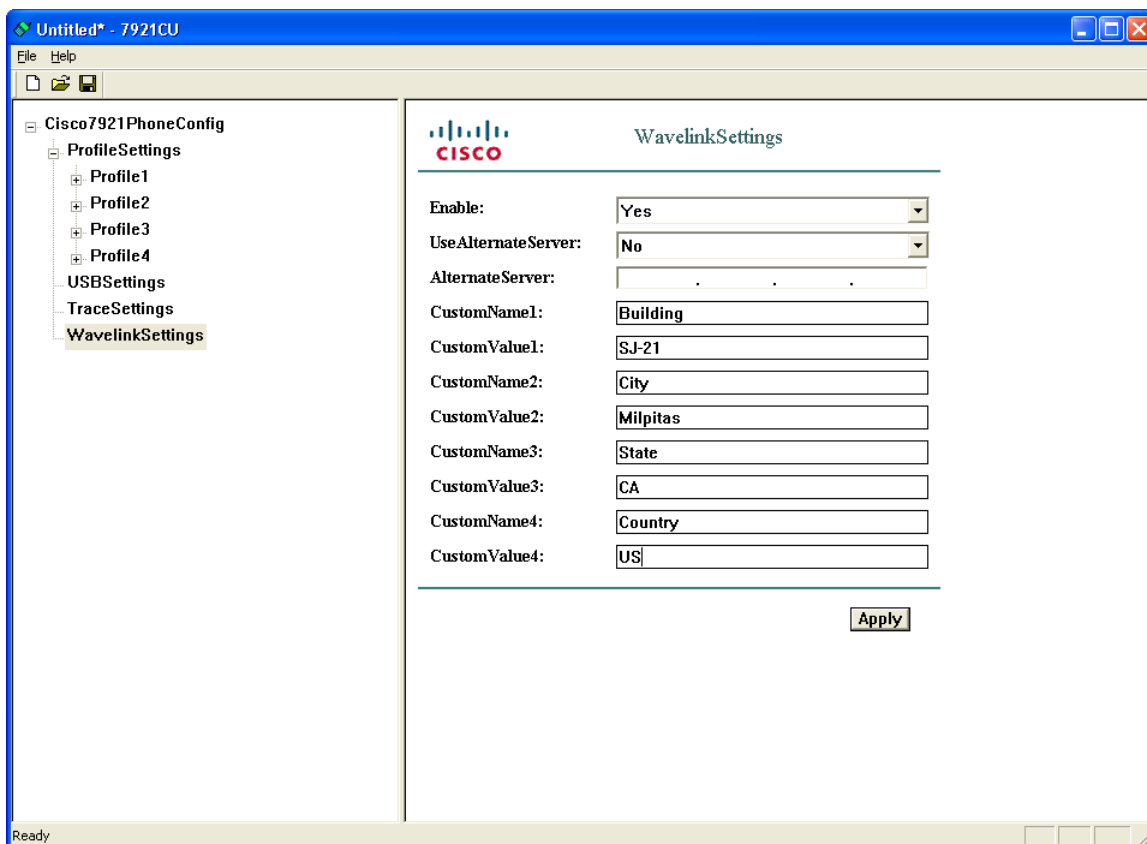 Untitled* - 7921CU
File Help
Cisco7921PhoneConfig
ProfileSettings
Profile1
Profile2
Profile3
Profile4
USBSettings
TraceSettings
WavelinkSettings
CISCO
WavelinkSettings
Enable: Yes
UseAlternateServer: No
AlternateServer: . . .
CustomName1: Building
CustomValue1: SJ-21
CustomName2: City
CustomValue2: Milpitas
CustomName3: State
CustomValue3: CA
CustomName4: Country
CustomValue4: US
Apply
Ready